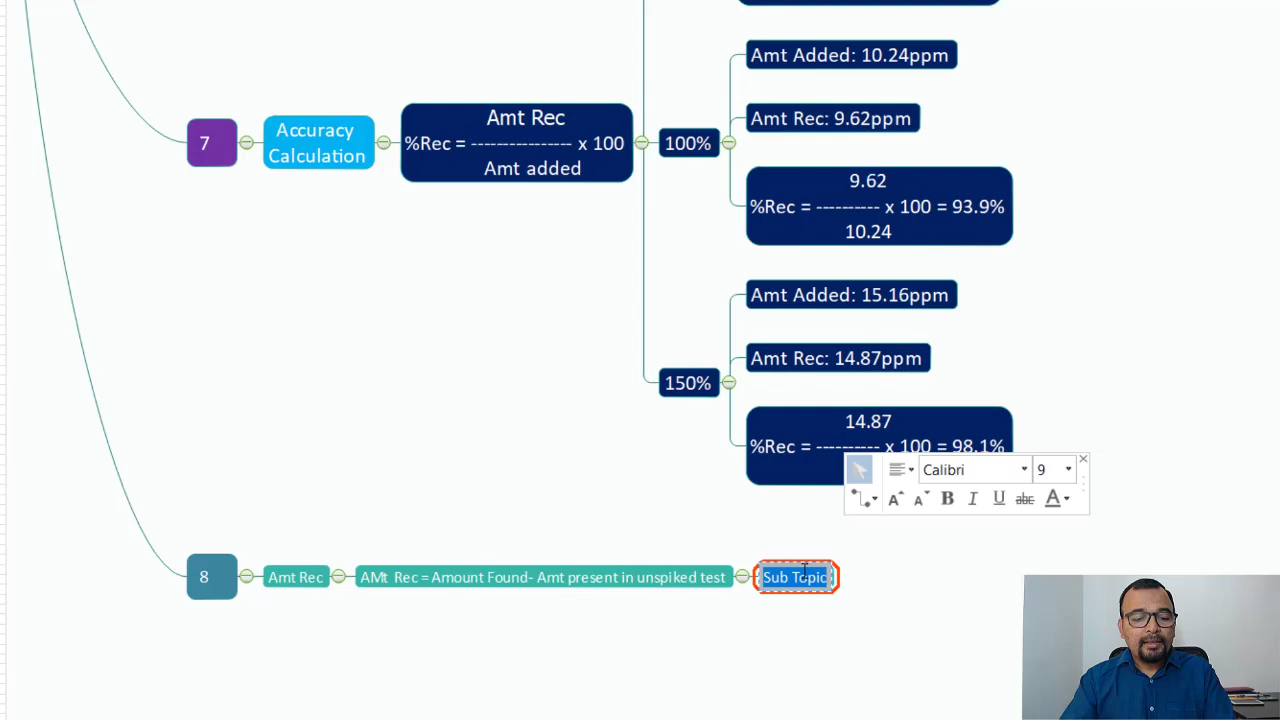 Amt Added: 10.24ppm
Amt Rec: 9.62ppm
7
Accuracy
Calculation
Amt Rec
%Rec = ---------------- x 100
Amt added
100%
9.62
%Rec = ---------- x 100 = 93.9%
10.24
Amt Added: 15.16ppm
Amt Rec: 14.87ppm
150%
14.87
%Rec = ---------- x 100 = 98.1%
Calibri
9
B
I
U
abc
A
8
Amt Rec
AMt Rec = Amount Found- Amt present in unspiked test
Sub Topic